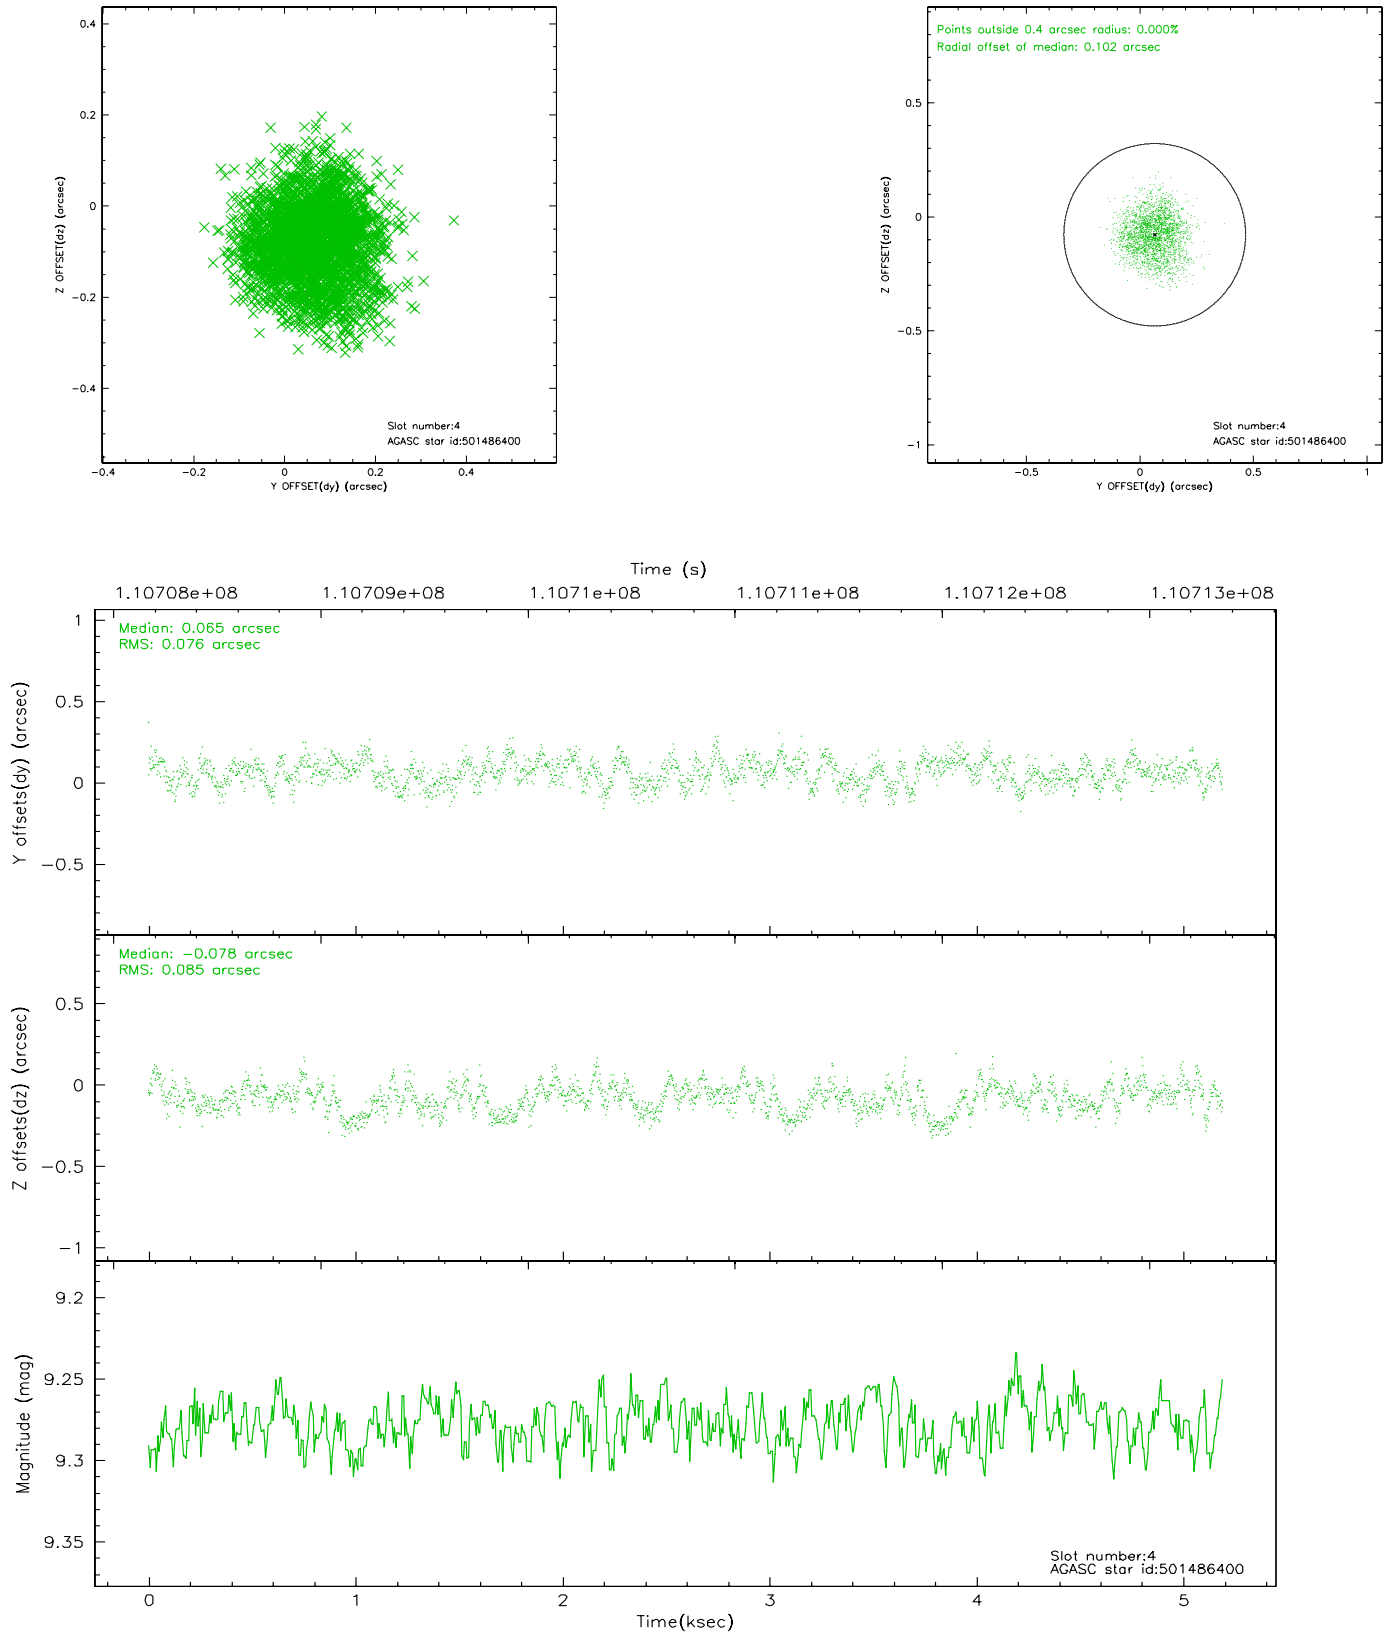 0.4
0.2
0
−0.2
−0.4
Z OFFSET(dz) (arcsec)
Slot number:4
AGASC star id:501486400
−0.4 −0.2 0 0.2 0.4
Y OFFSET(dy) (arcsec)
Points outside 0.4 arcsec radius: 0.000%
Radial offset of median: 0.102 arcsec
0.5
0
−0.5
−1
Z OFFSET(dz) (arcsec)
Slot number:4
AGASC star id:501486400
−0.5 0 0.5 1
Y OFFSET(dy) (arcsec)
Time (s)
1.10708e+08 1.10709e+08 1.1071e+08 1.10711e+08 1.10712e+08 1.10713e+08
Median: 0.065 arcsec
RMS: 0.076 arcsec
1
0.5
0
−0.5
Y offsets(dy) (arcsec)
Median: −0.078 arcsec
RMS: 0.085 arcsec
0.5
0
−0.5
−1
Z offsets(dz) (arcsec)
9.2
9.25
9.3
9.35
Magnitude (mag)
Slot number:4
AGASC star id:501486400
0 1 2 3 4 5
Time(ksec)